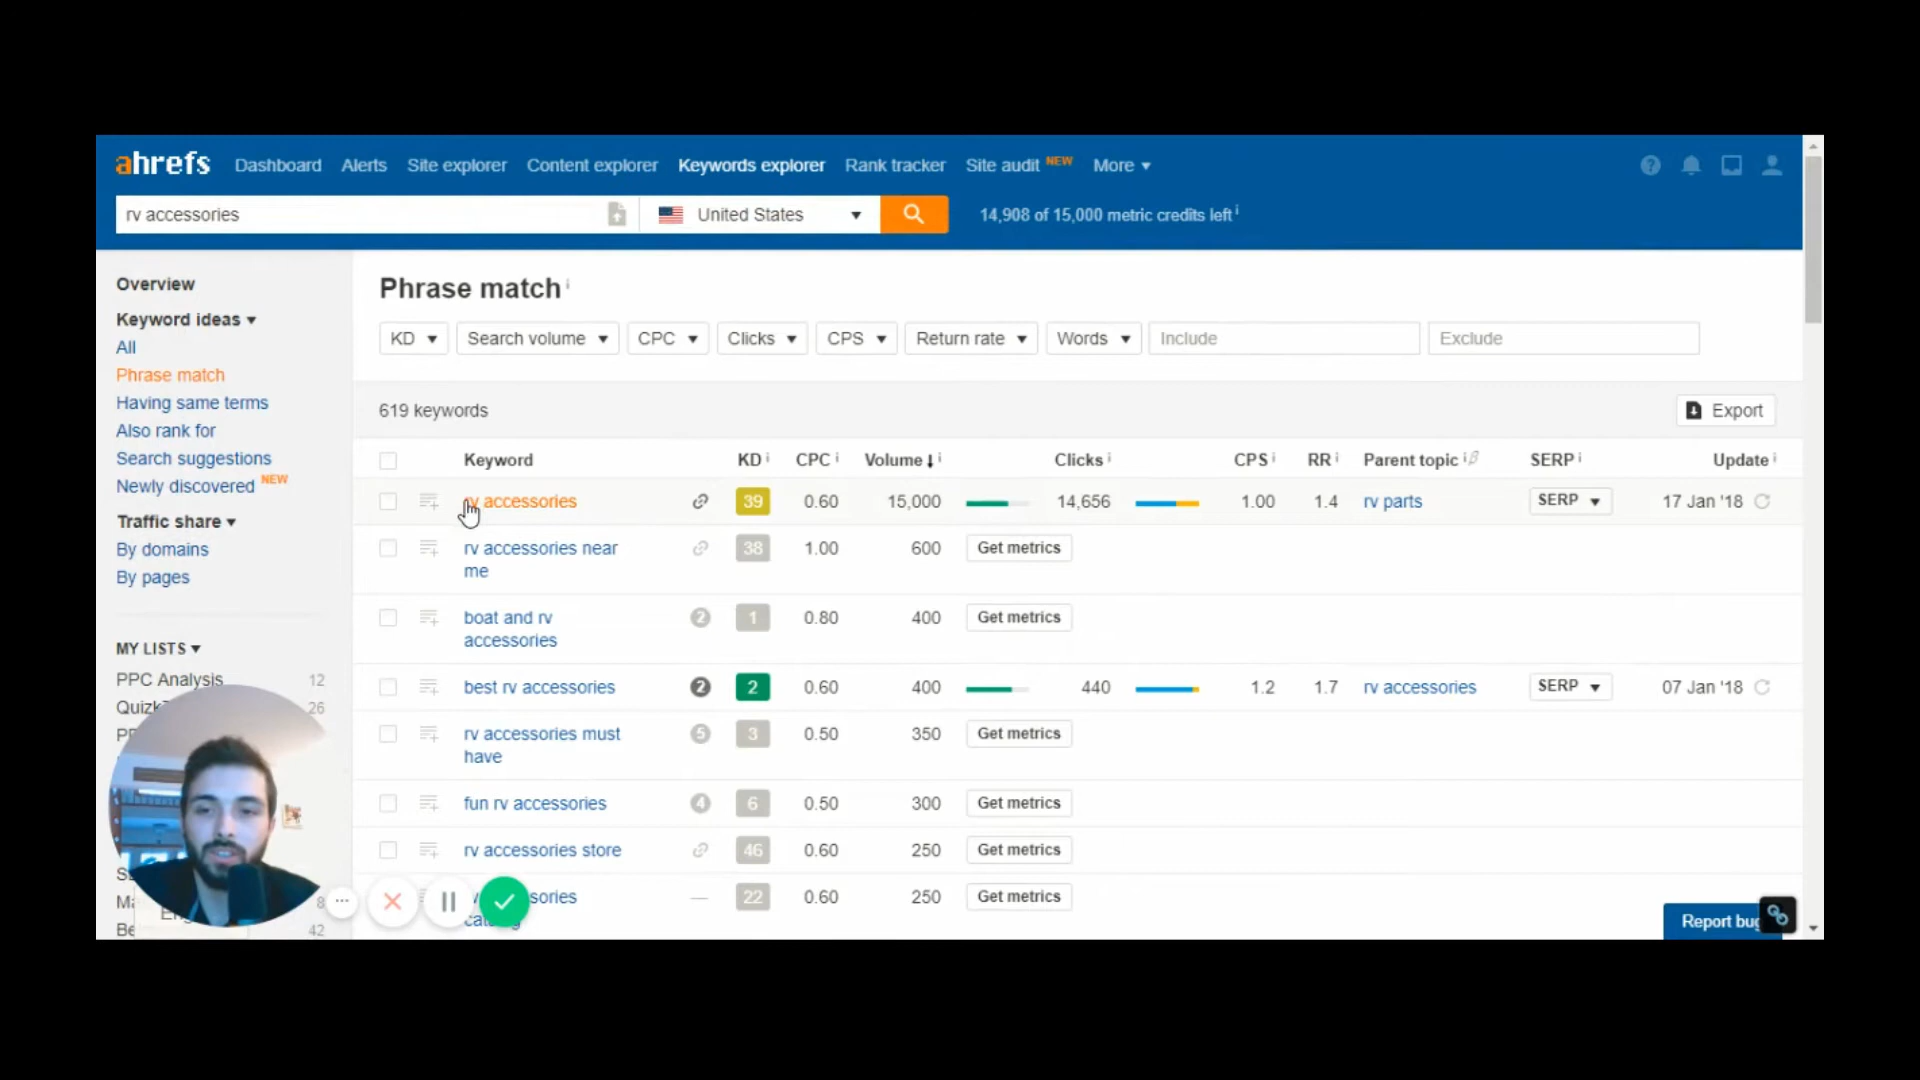 ahrefs Dashboard Alerts Site explorer Content explorer Keywords explorer Rank tracker Site audit NEW More
rv accessories United States 14,908 of 15,000 metric credits left i
Overview
Keyword ideas
All
Phrase match
Having same terms
Also rank for
Search suggestions
Newly discovered NEW
Traffic share
By domains
By pages
MY LISTS
PPC Analysis 12
26
8
42
Phrase match i
KD Search volume CPC Clicks CPS Return rate Words Include Exclude
619 keywords Export
Keyword KD i CPC i Volume i Clicks i CPS i RR i Parent topic i SERP i Update i
rv accessories 39 0.60 15,000 14,656 1.00 1.4 rv parts SERP 17 Jan '18
rv accessories near 38 1.00 600 Get metrics
me
boat and rv 2 1 0.80 400 Get metrics
accessories
best rv accessories 2 2 0.60 400 440 1.2 1.7 rv accessories SERP 07 Jan '18
rv accessories must 5 3 0.50 350 Get metrics
have
fun rv accessories 4 6 0.50 300 Get metrics
rv accessories store 46 0.60 250 Get metrics
— 22 0.60 250 Get metrics
Report bug